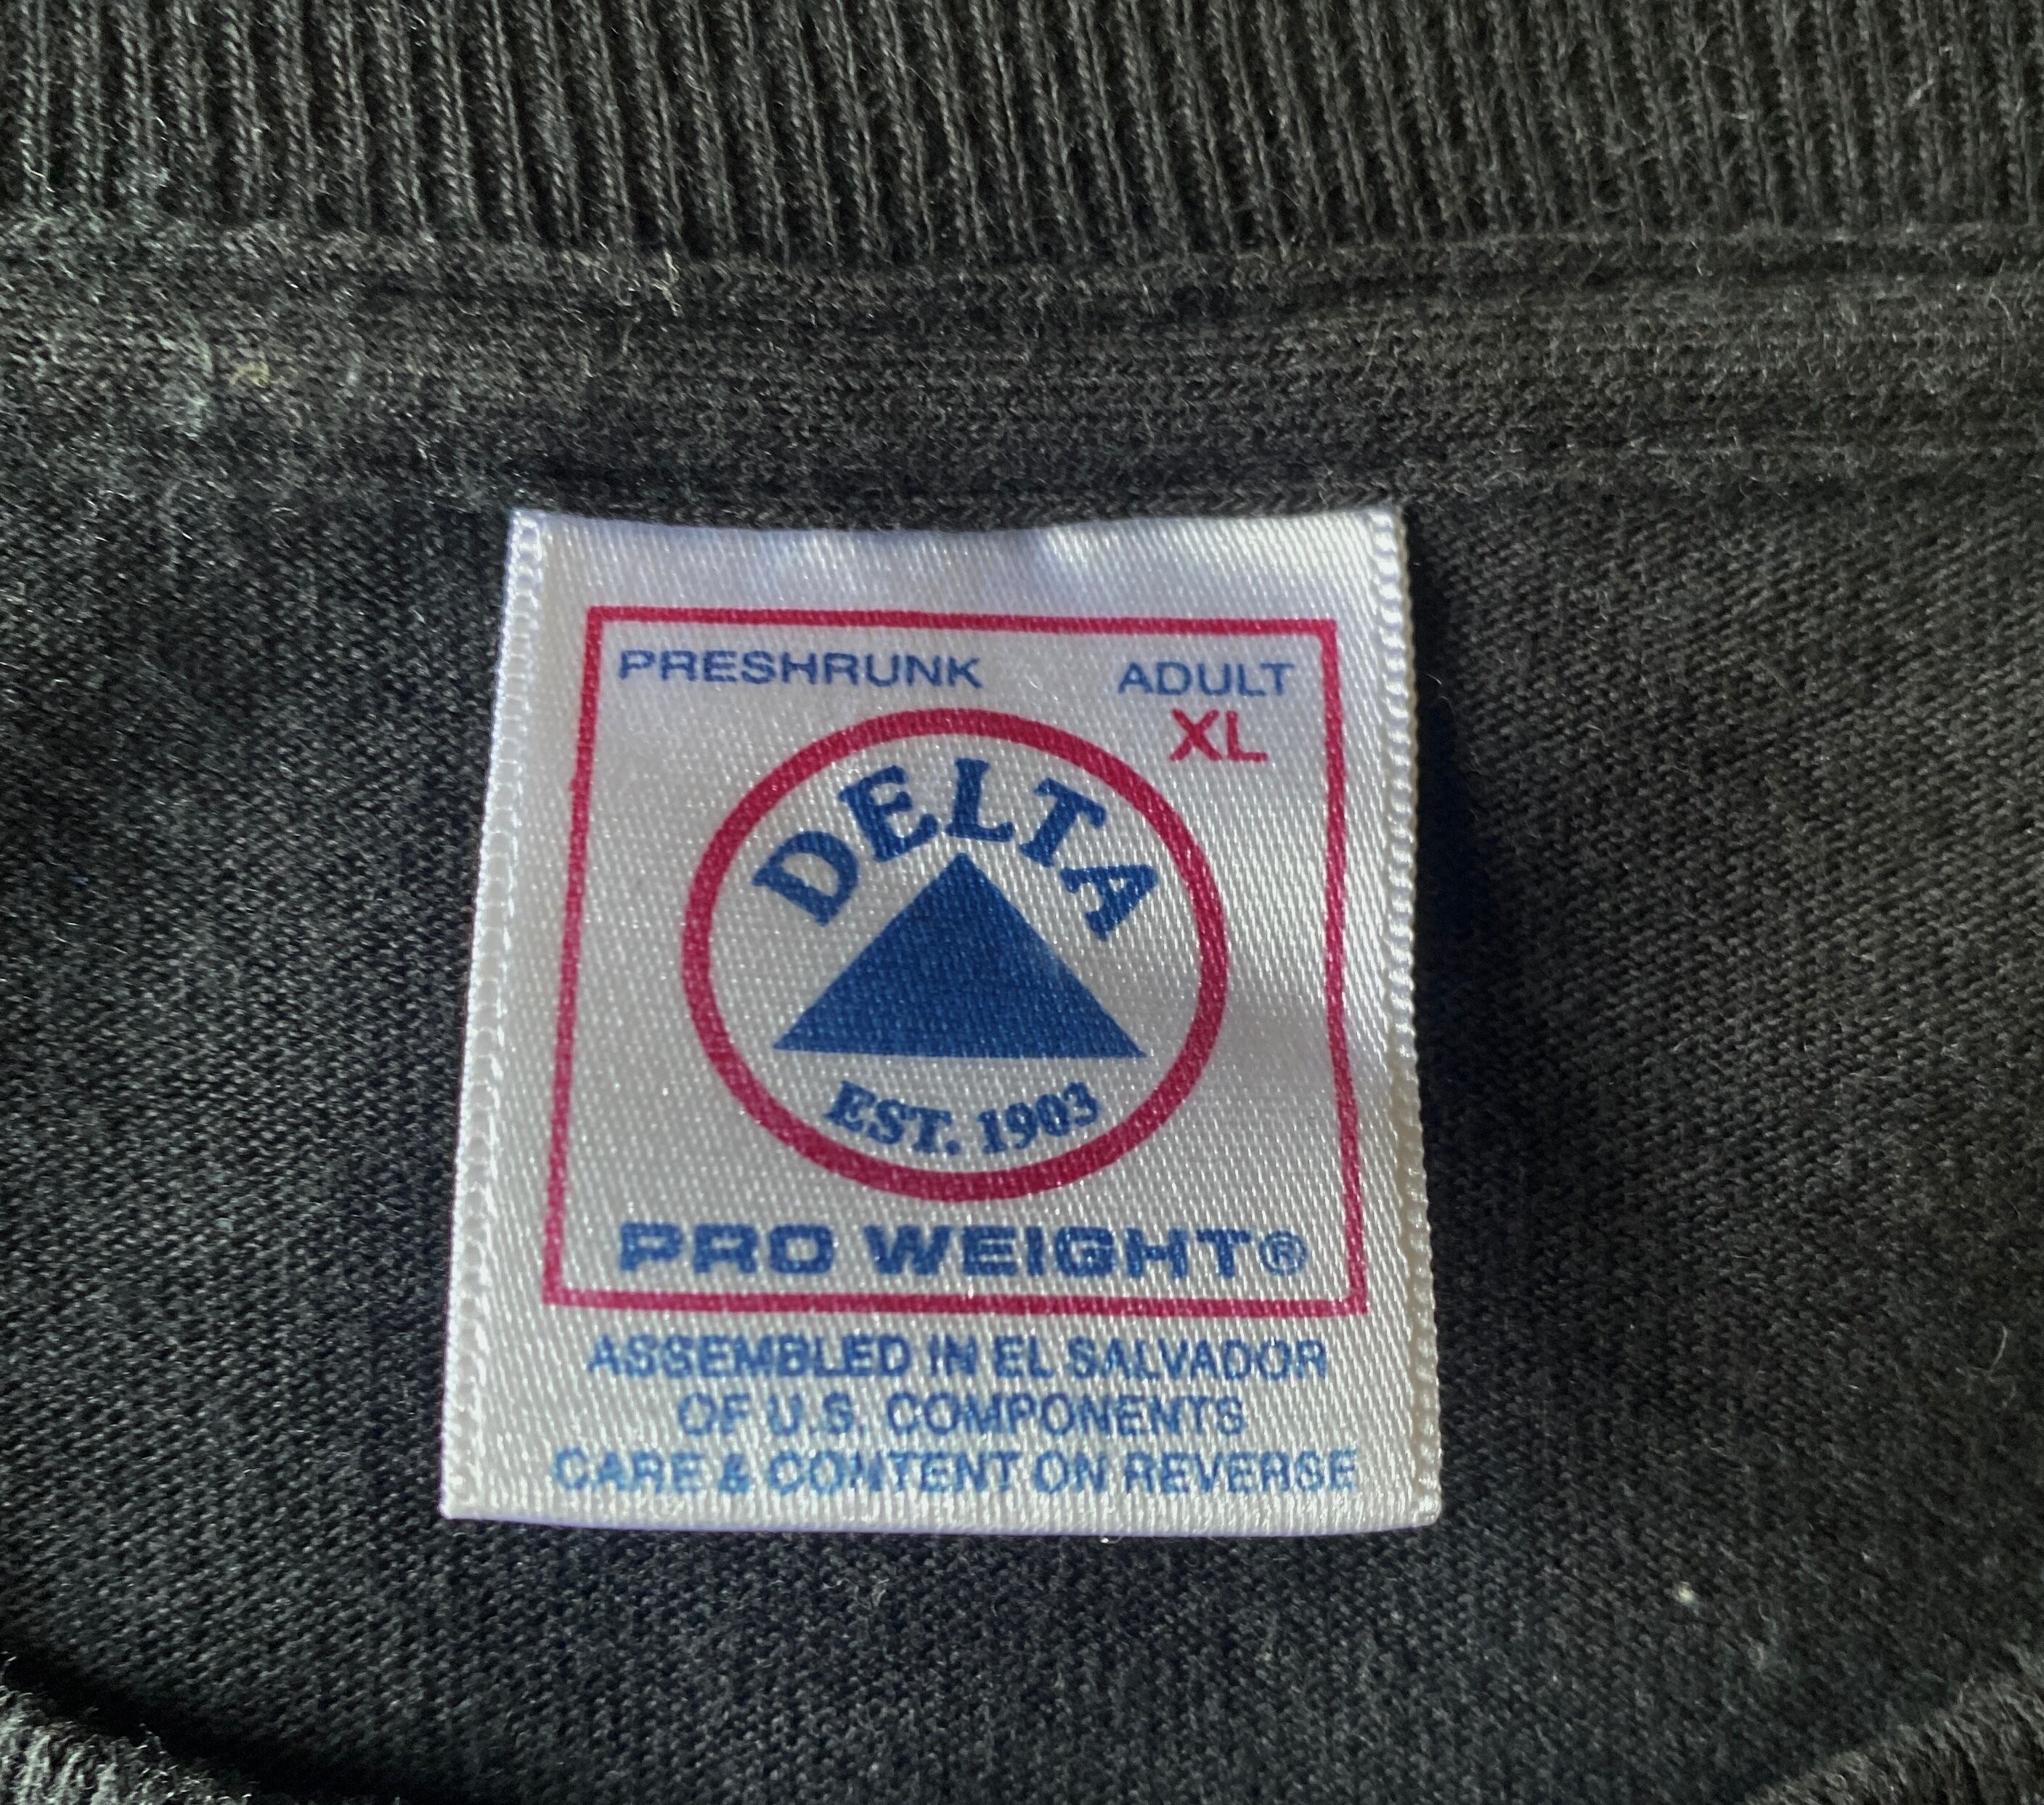 PRESHRUNK ADULT
XL
DELTA
EST. 1903
PRO WEIGHT®
ASSEMBLED IN EL SALVADOR
OF U.S. COMPONENTS
CARE & CONTENT ON REVERSE